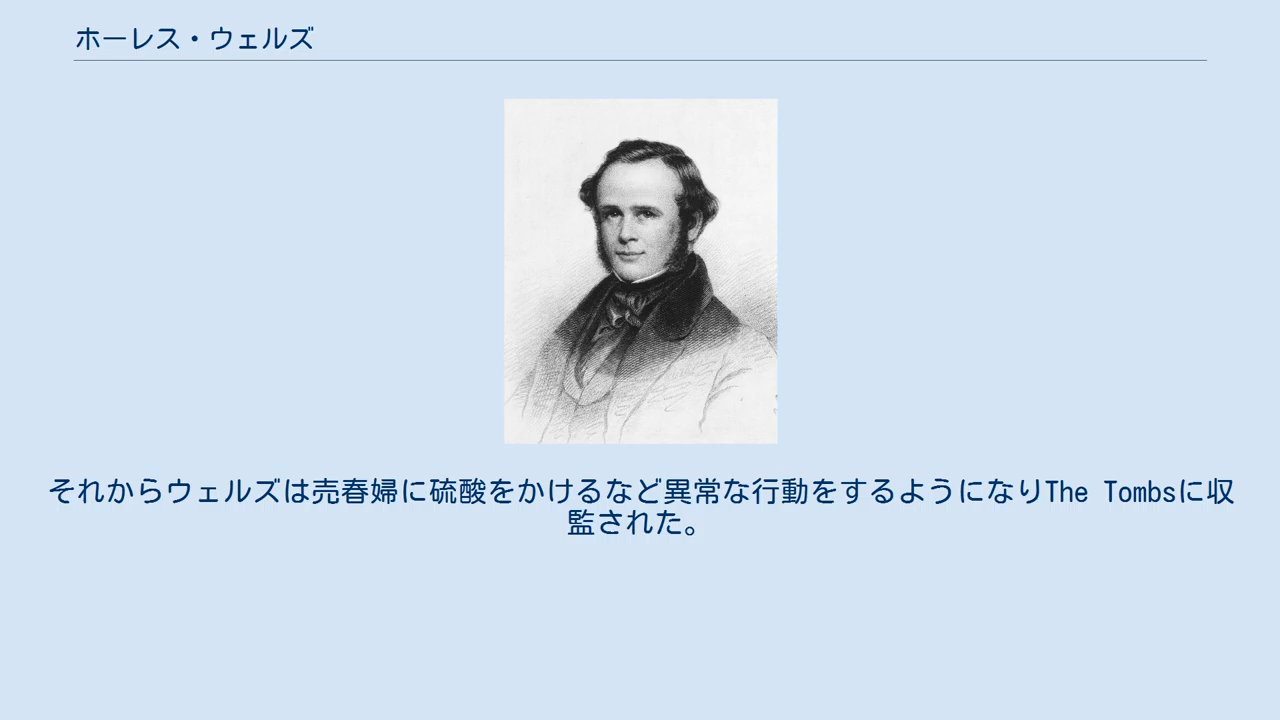 ホーレス・ウェルズ
それからウェルズは売春婦に硫酸をかけるなど異常な行動をするようになりThe Tombsに収
監された。